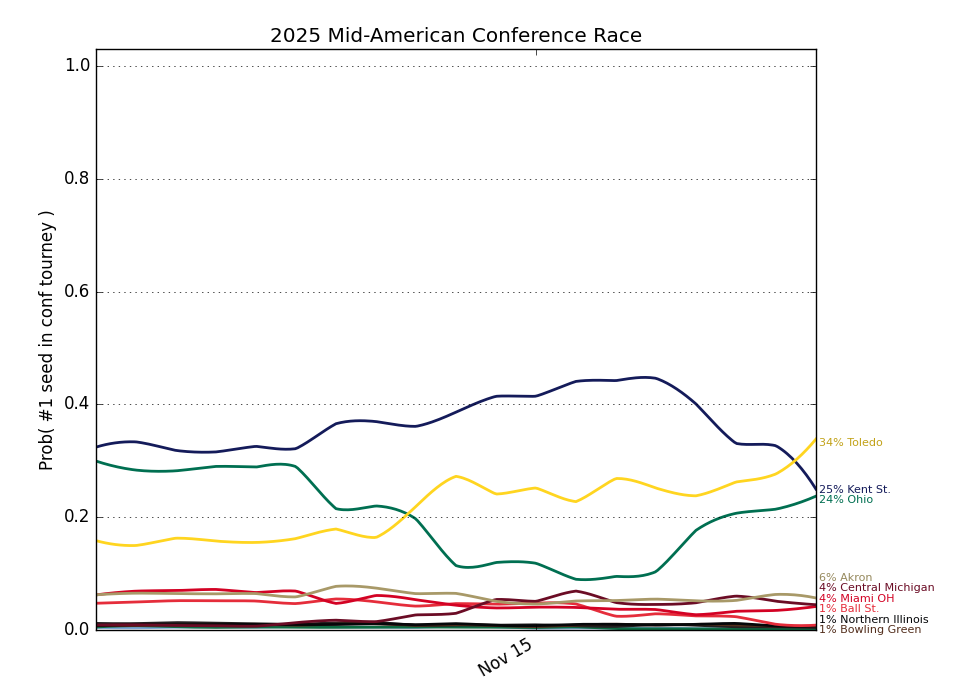 2025 Mid-American Conference Race
Prob( #1 seed in conf tourney )
1.0
0.8
0.6
0.4
0.2
0.0
Nov 15
34% Toledo
25% Kent St.
24% Ohio
6% Akron
4% Central Michigan
4% Miami OH
1% Ball St.
1% Northern Illinois
1% Bowling Green